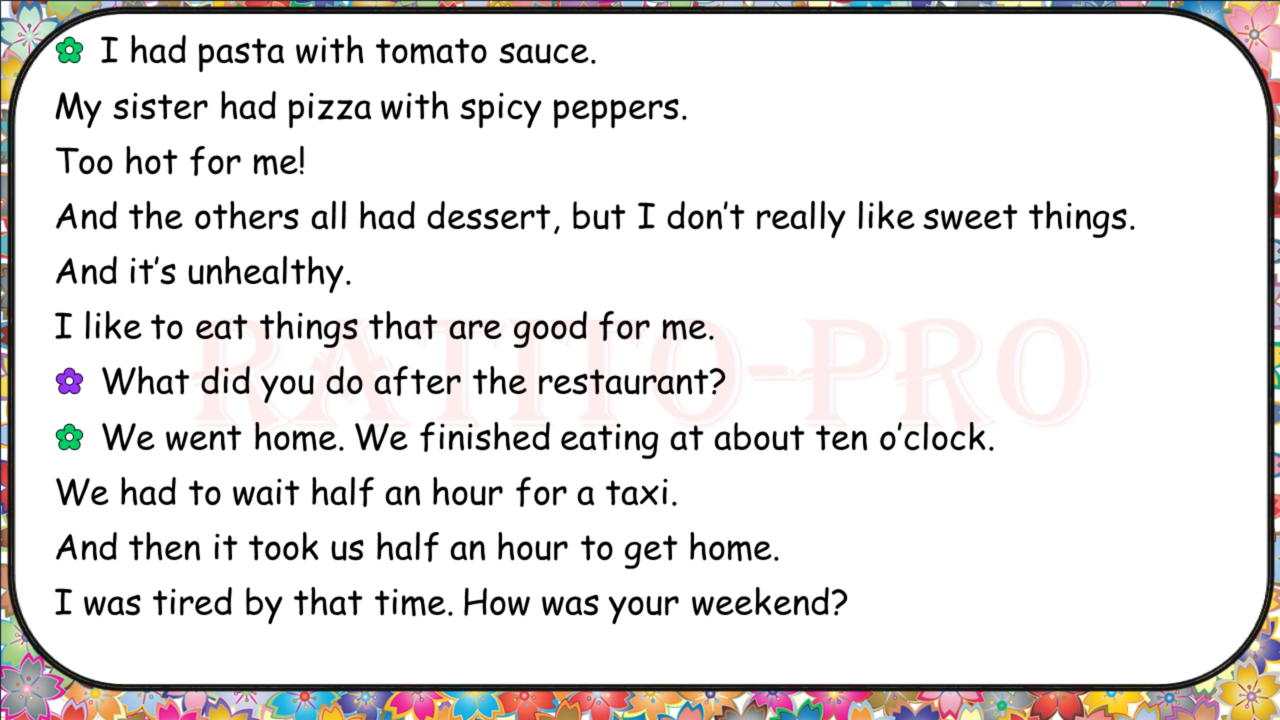 I had pasta with tomato sauce.
My sister had pizza with spicy peppers.
Too hot for me!
And the others all had dessert, but I don't really like sweet things.
And it's unhealthy.
I like to eat things that are good for me.
RATITO-PRO
What did you do after the restaurant?
We went home. We finished eating at about ten o'clock.
We had to wait half an hour for a taxi.
And then it took us half an hour to get home.
I was tired by that time. How was your weekend?